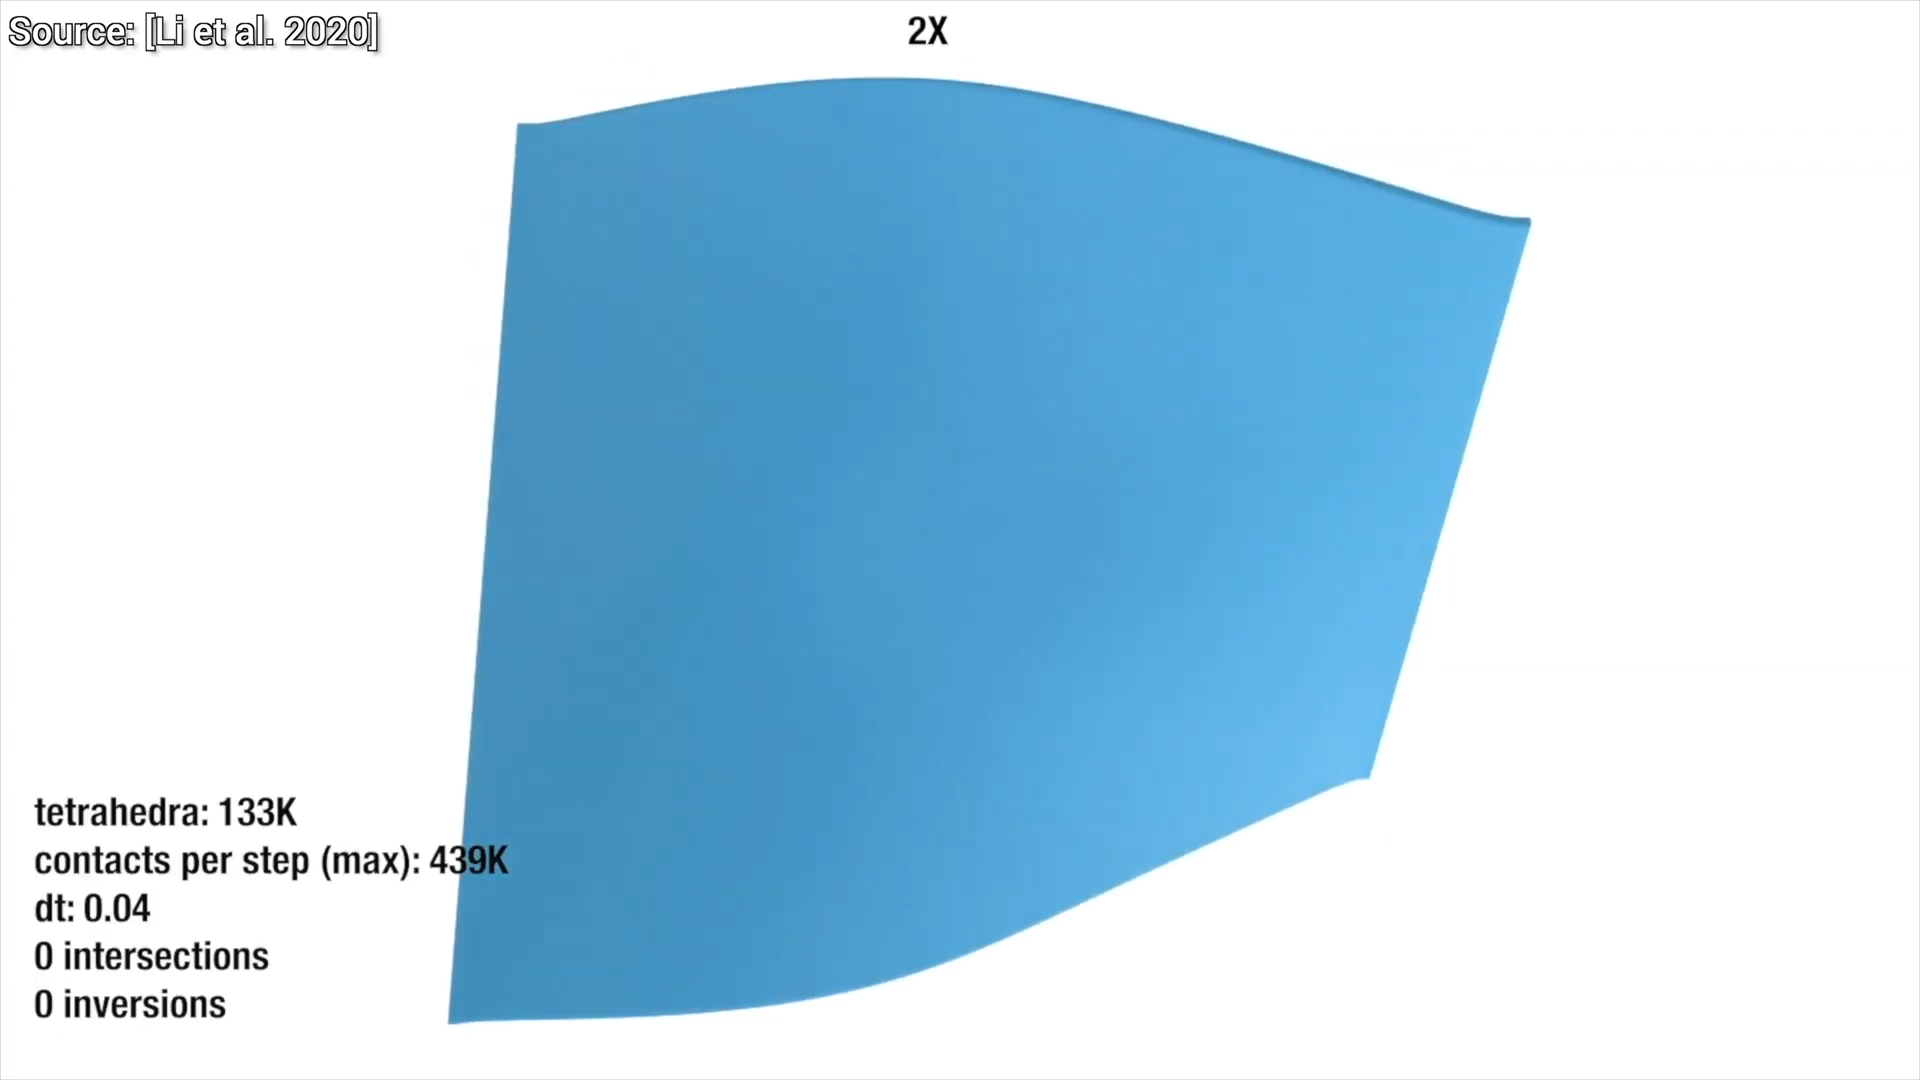 Source: [Li et al. 2020]
2X
tetrahedra: 133K
contacts per step (max): 439K
dt: 0.04
0 intersections
0 inversions